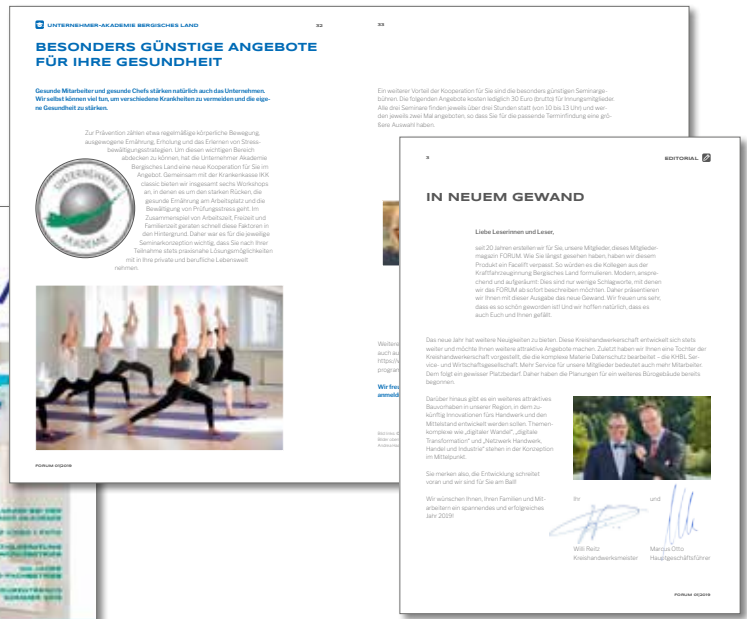 UNTERNEHMER-AKADEMIE BERGISCHES LAND
32
BESONDERS GÜNSTIGE ANGEBOTE
FÜR IHRE GESUNDHEIT
Gesunde Mitarbeiter und gesunde Chefs stärken natürlich auch das Unternehmen.
Wir selbst können viel tun, um verschiedene Krankheiten zu vermeiden und die eige-
ne Gesundheit zu stärken.
Zur Prävention zählen etwa regelmäßige körperliche Bewegung,
ausgewogene Ernährung, Erholung und das Erlernen von Stress-
bewältigungsstrategien. Um diesen wichtigen Bereich
abdecken zu können, hat die Unternehmer Akademie
Bergisches Land eine neue Kooperation für Sie im
Angebot. Gemeinsam mit der Krankenkasse IKK
classic bieten wir insgesamt sechs Workshops
an, in denen es um den starken Rücken, die
gesunde Ernährung am Arbeitsplatz und die
Bewältigung von Prüfungsstress geht. Im
Zusammenspiel von Arbeitszeit, Freizeit und
Familienzeit geraten schnell diese Faktoren in
den Hintergrund. Daher war es für die jeweilige
Seminarkonzeption wichtig, dass Sie nach Ihrer
Teilnahme stets praxisnahe Lösungsmöglichkeiten
mit in Ihre private und berufliche Lebenswelt
nehmen.
UNTERNEHMER
AKADEMIE
FORUM 01|2019
33
Ein weiterer Vorteil der Kooperation für Sie sind die besonders günstigen Seminarge-
bühren. Die folgenden Angebote kosten lediglich 30 Euro (brutto) für Innungsmitglieder.
Alle drei Seminare finden jeweils über drei Stunden statt (von 10 bis 13 Uhr) und wer-
den jeweils zwei Mal angeboten, so dass Sie für die passende Terminfindung eine grö-
ßere Auswahl haben.
Weitere
auch au
https://w
program
Wir freu
anmeld
3
EDITORIAL
IN NEUEM GEWAND
Liebe Leserinnen und Leser,
seit 20 Jahren erstellen wir für Sie, unsere Mitglieder, dieses Mitglieder-
magazin FORUM. Wie Sie längst gesehen haben, haben wir diesem
Produkt ein Facelift verpasst. So würden es die Kollegen aus der
Kraftfahrzeuginnung Bergisches Land formulieren. Modern, anspre-
chend und aufgeräumt: Dies sind nur wenige Schlagworte, mit denen
wir das FORUM ab sofort beschreiben möchten. Daher präsentieren
wir Ihnen mit dieser Ausgabe das neue Gewand. Wir freuen uns sehr,
dass es so schön geworden ist! Und wir hoffen natürlich, dass es
auch Euch und Ihnen gefällt.
Das neue Jahr hat weitere Neuigkeiten zu bieten. Diese Kreishandwerkerschaft entwickelt sich stets
weiter und möchte Ihnen weitere attraktive Angebote machen. Zuletzt haben wir Ihnen eine Tochter der
Kreishandwerkerschaft vorgestellt, die die komplexe Materie Datenschutz bearbeitet – die KHBL Ser-
vice- und Wirtschaftsgesellschaft. Mehr Service für unsere Mitglieder bedeutet auch mehr Mitarbeiter.
Dem folgt ein gewisser Platzbedarf. Daher haben die Planungen für ein weiteres Bürogebäude bereits
begonnen.
Darüber hinaus gibt es ein weiteres attraktives
Bauvorhaben in unserer Region, in dem zu-
künftig Innovationen fürs Handwerk und den
Mittelstand entwickelt werden sollen. Themen-
komplexe wie „digitaler Wandel“, „digitale
Transformation“ und „Netzwerk Handwerk,
Handel und Industrie“ stehen in der Konzeption
im Mittelpunkt.
Sie merken also, die Entwicklung schreitet
voran und wir sind für Sie am Ball!
Wir wünschen Ihnen, Ihren Familien und Mit-
arbeitern ein spannendes und erfolgreiches
Jahr 2019!
Ihr und
Willi Reitz Marcus Otto
Kreishandwerksmeister Hauptgeschäftsführer
FORUM 01|2019